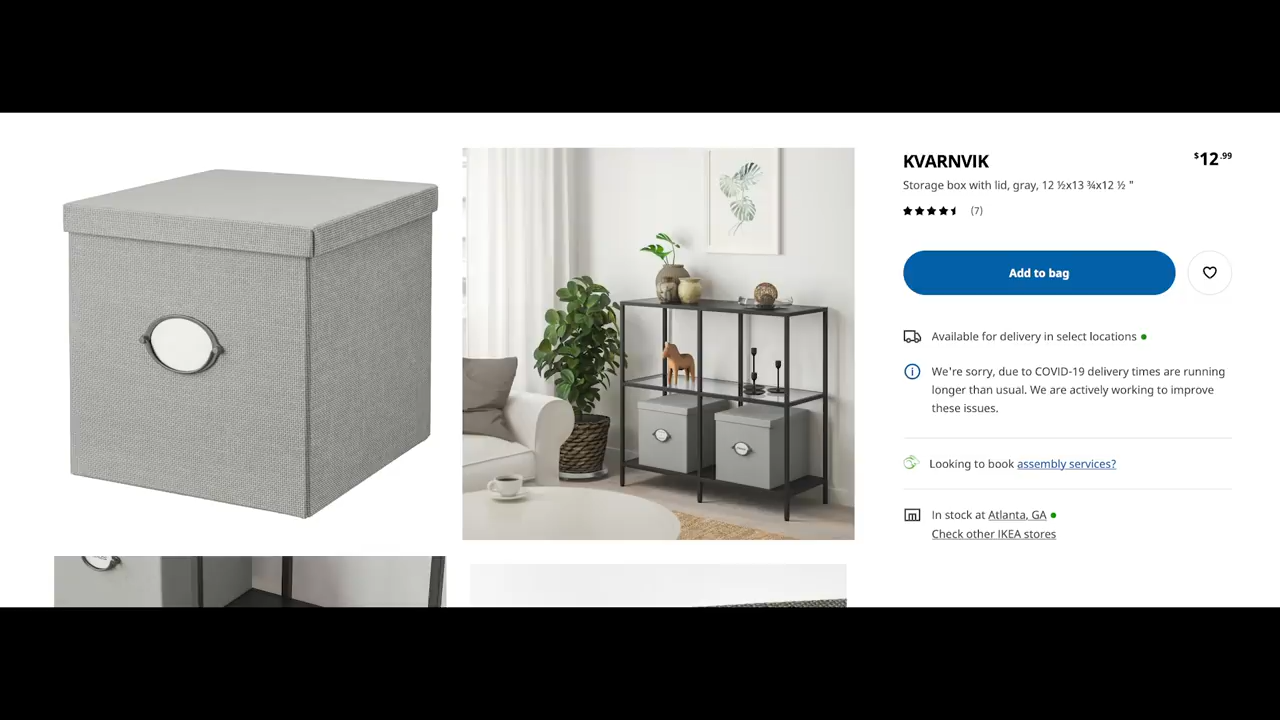 KVARNVIK
$12.99
Storage box with lid, gray, 12 ½x13 ¾x12 ½ "
(7)
Add to bag
Available for delivery in select locations
We're sorry, due to COVID-19 delivery times are running
longer than usual. We are actively working to improve
these issues.
Looking to book assembly services?
In stock at Atlanta, GA
Check other IKEA stores